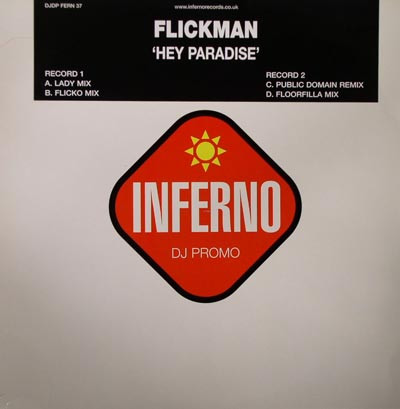 DJDP FERN 37
www.infernorecords.co.uk
FLICKMAN
'HEY PARADISE'
RECORD 1
A. LADY MIX
B. FLICKO MIX
RECORD 2
C. PUBLIC DOMAIN REMIX
D. FLOORFILLA MIX
INFERNO
DJ PROMO